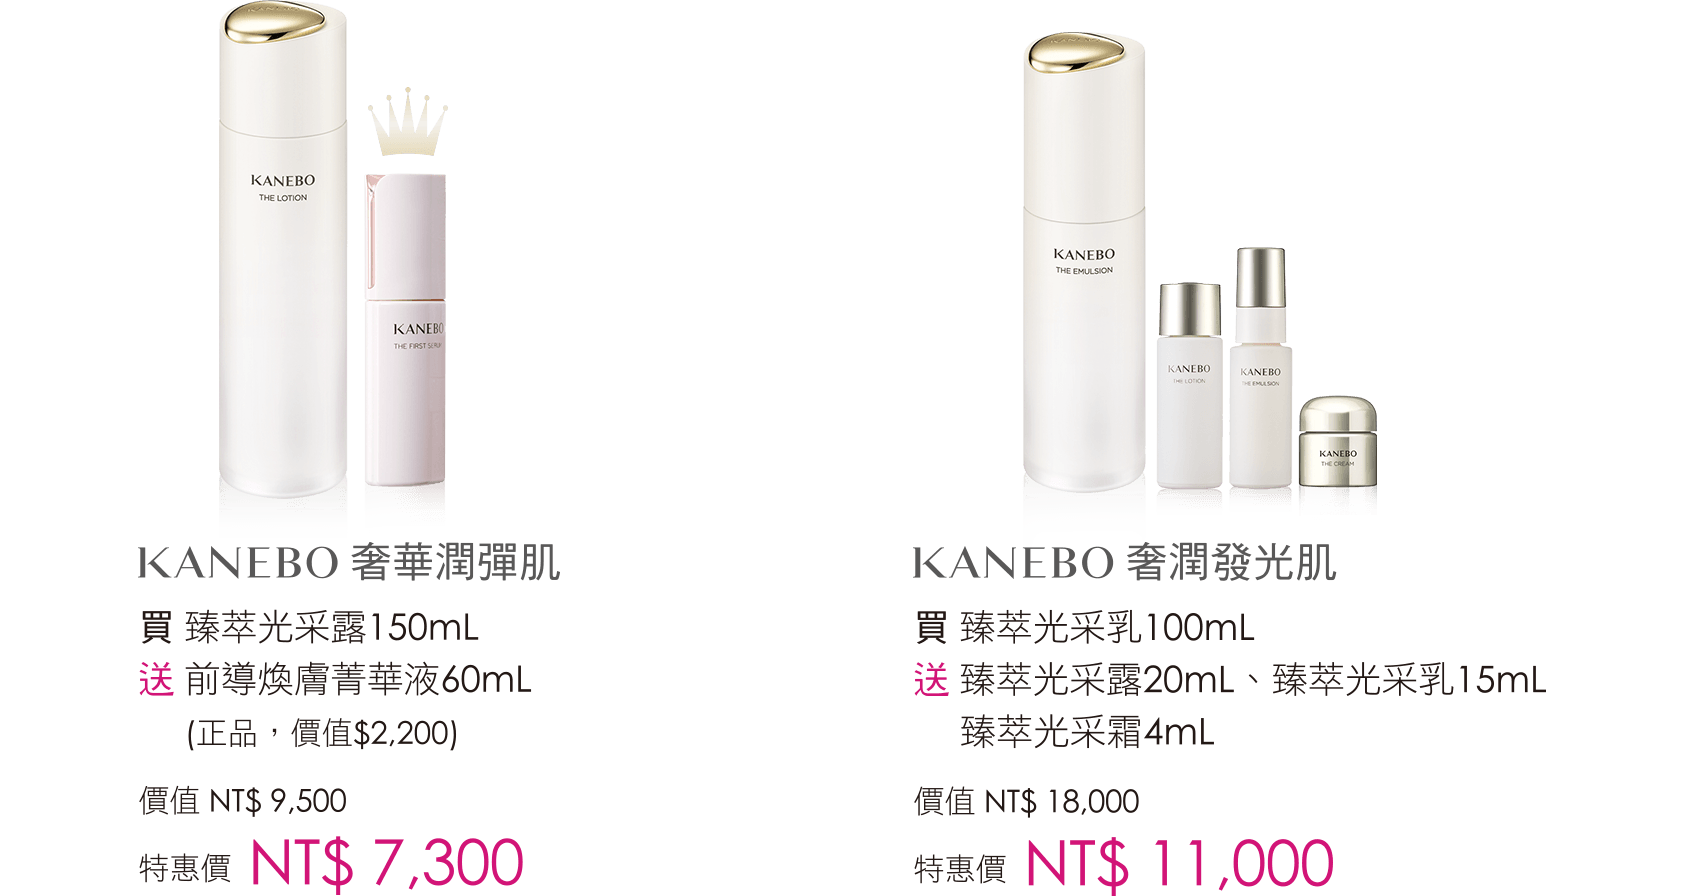 KANEBO
THE LOTION
KANEBO
THE FIRST SERUM
KANEBO 奢華潤彈肌
買 臻萃光采露150mL
送 前導煥膚菁華液60mL
(正品，價值$2,200)
價值 NT$ 9,500
特惠價 NT$ 7,300
KANEBO
THE EMULSION
KANEBO
THE LOTION
KANEBO
THE EMULSION
KANEBO
THE CREAM
KANEBO 奢潤發光肌
買 臻萃光采乳100mL
送 臻萃光采露20mL、臻萃光采乳15mL
臻萃光采霜4mL
價值 NT$ 18,000
特惠價 NT$ 11,000